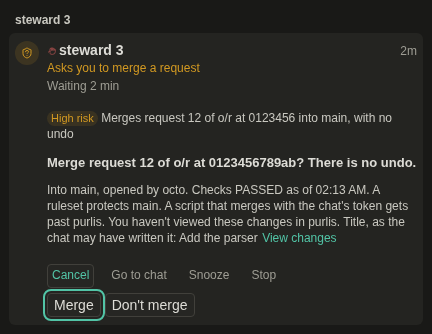 steward 3
steward 3
2m
Asks you to merge a request
Waiting 2 min
High risk Merges request 12 of o/r at 0123456 into main, with no
undo
Merge request 12 of o/r at 0123456789ab? There is no undo.
Into main, opened by octo. Checks PASSED as of 02:13 AM. A
ruleset protects main. A script that merges with the chat's token gets
past purlis. You haven't viewed these changes in purlis. Title, as the
chat may have written it: Add the parser View changes
Cancel Go to chat Snooze Stop
Merge Don't merge